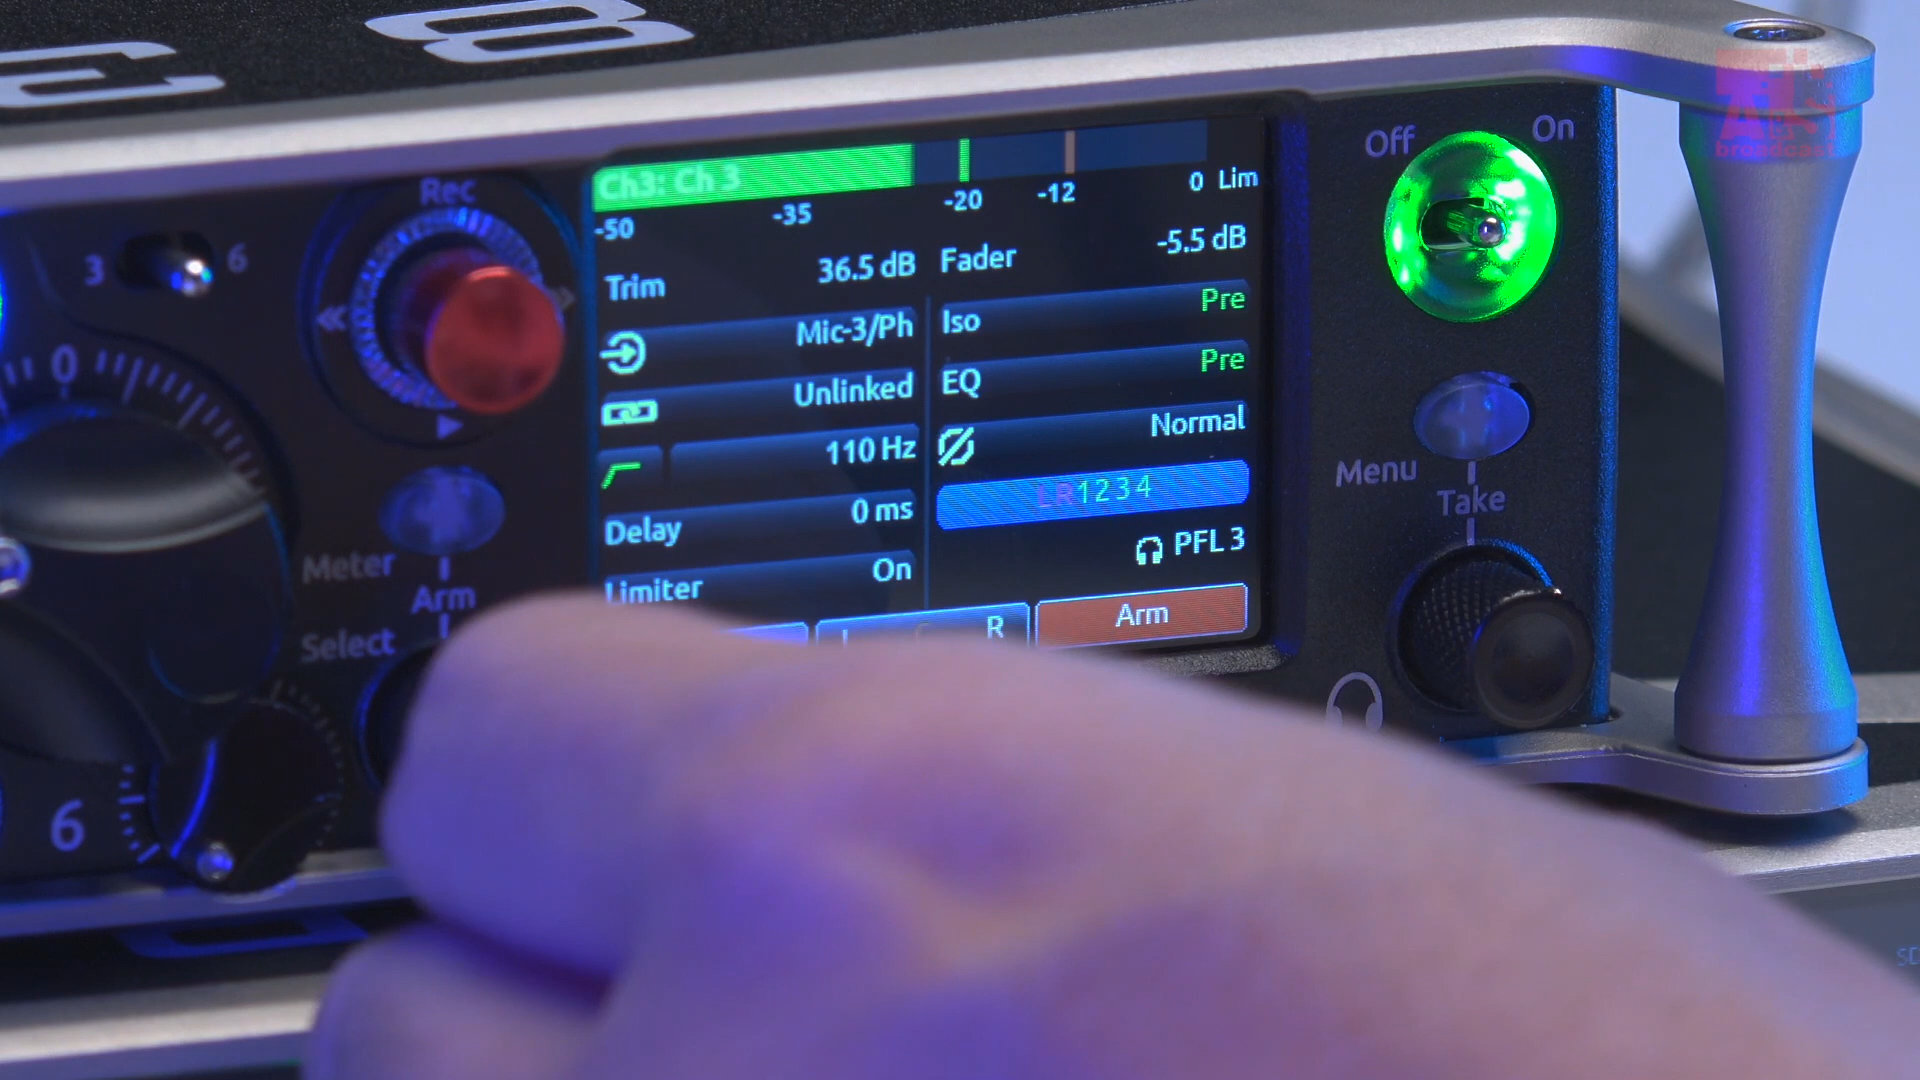 8
Off On
Rec
Ch3: Ch 3
-50 -35 -20 -12 0 Lim
3 6
Trim 36.5 dB
Fader -5.5 dB
Mic-3/Ph
Iso Pre
0
Unlinked
EQ Pre
110 Hz
Normal
Delay 0 ms
LR1234
Limiter On
PFL 3
L C R
Arm
Meter
Arm
Select
Menu
Take
6
broadcast